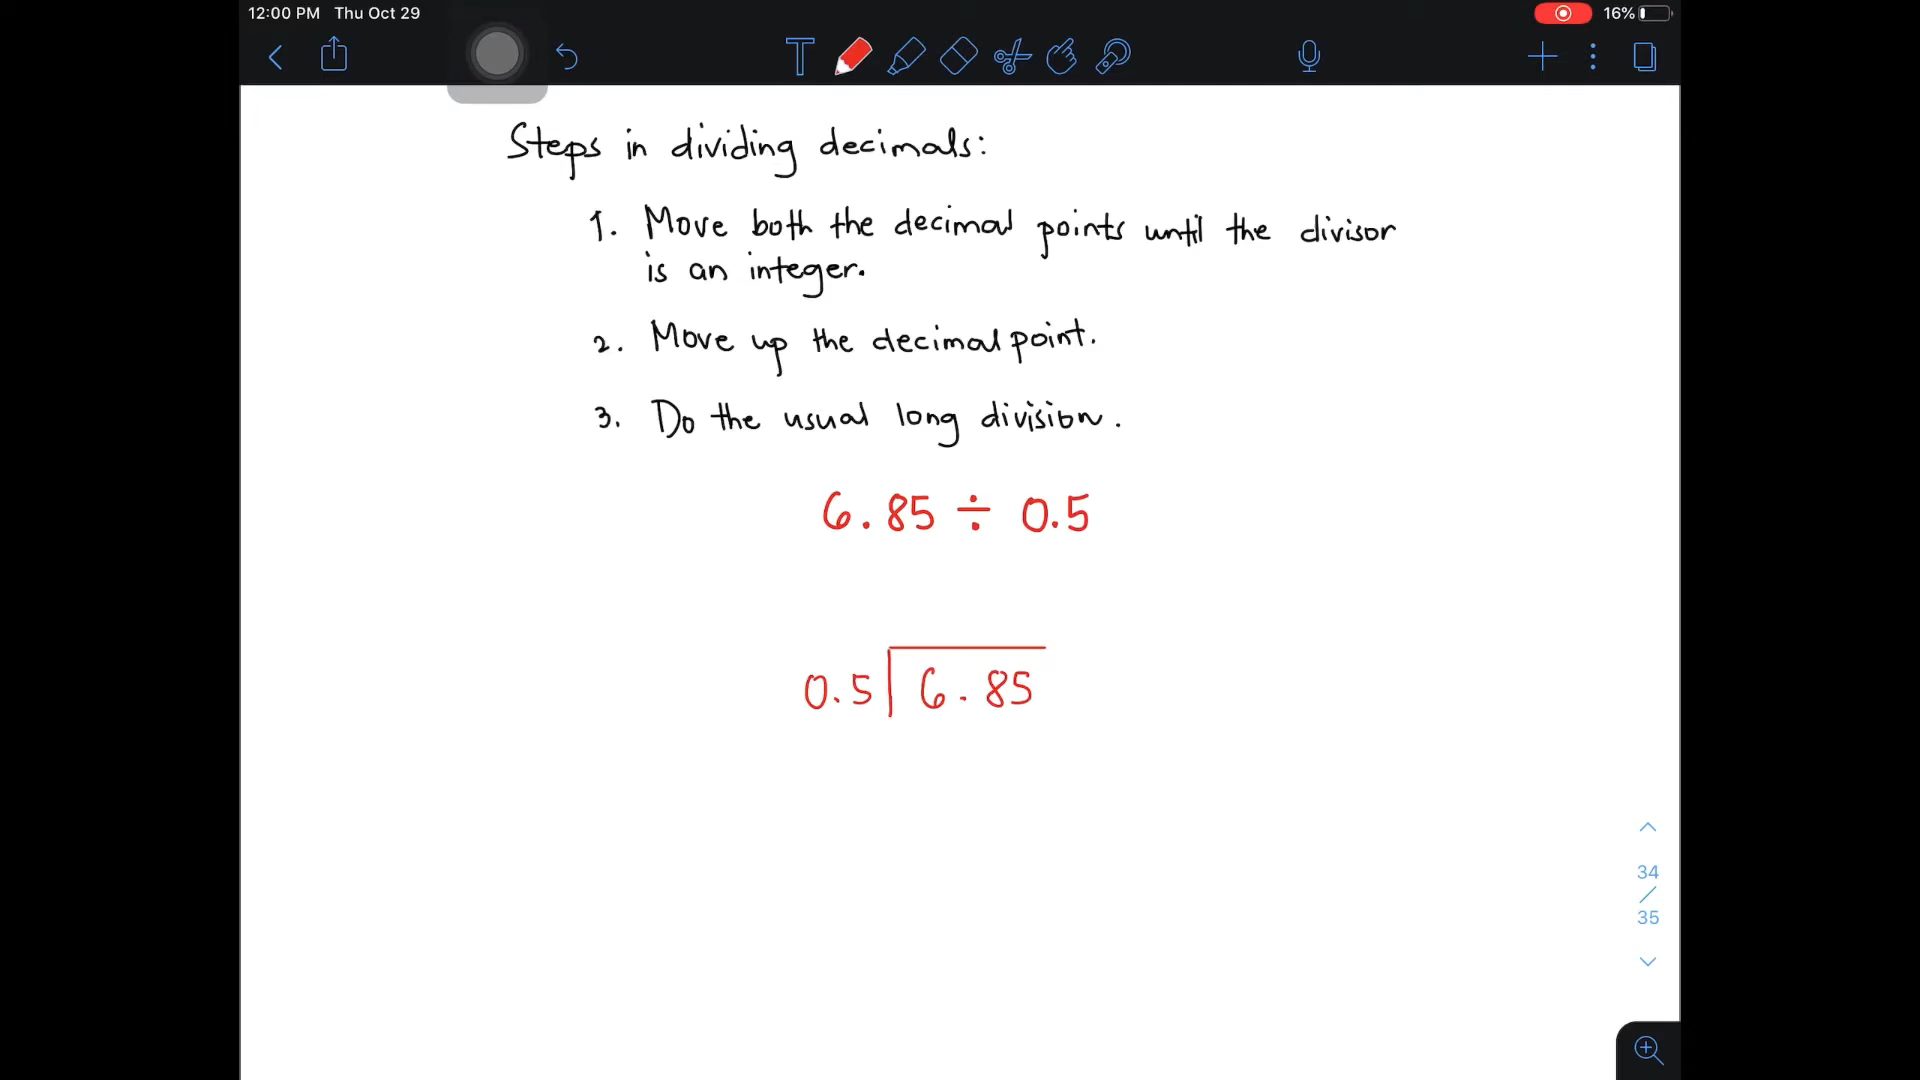 12:00 PM Thu Oct 29
16%
T
Steps in dividing decimals:
1. Move both the decimal points until the divisor
is an integer.
2. Move up the decimal point.
3. Do the usual long division.
6.85 ÷ 0.5
0.5 6.85
34
/
35